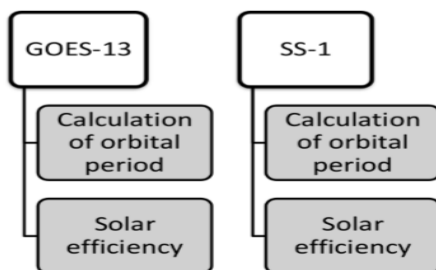 GOES-13
Calculation
of orbital
period
Solar
efficiency
SS-1
Calculation
of orbital
period
Solar
efficiency